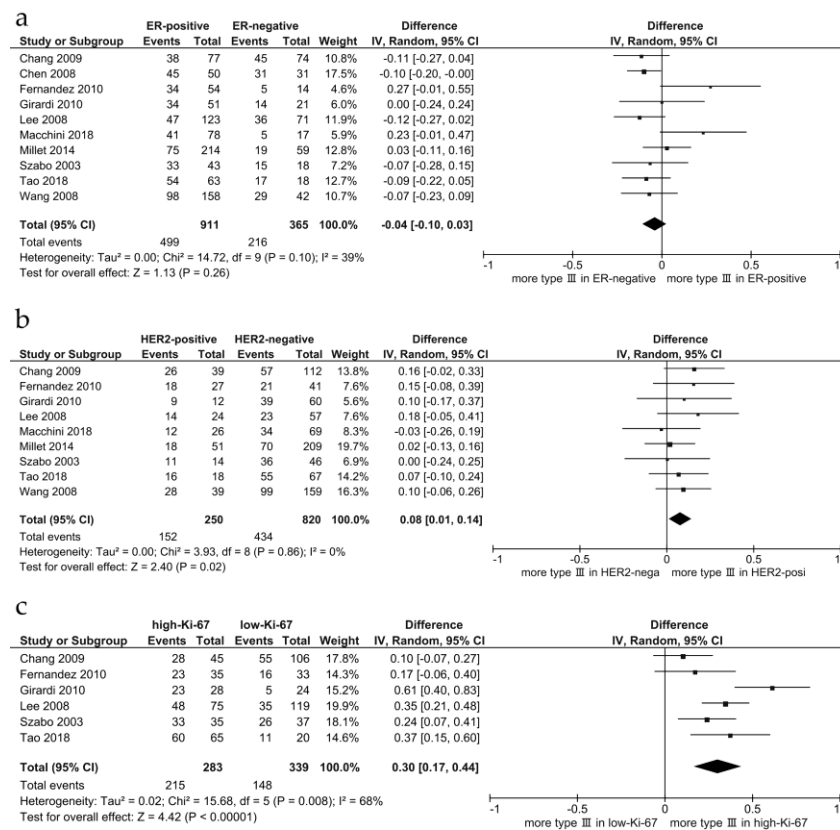 a
ER-positive ER-negative Difference Difference
Study or Subgroup Events Total Events Total Weight IV, Random, 95% CI IV, Random, 95% CI
Chang 2009 38 77 45 74 10.8% -0.11 [-0.27, 0.04]
Chen 2008 45 50 31 31 17.5% -0.10 [-0.20, -0.00]
Fernandez 2010 34 54 5 14 4.6% 0.27 [-0.01, 0.55]
Girardi 2010 34 51 14 21 5.9% 0.00 [-0.24, 0.24]
Lee 2008 47 123 36 71 11.6% -0.12 [-0.27, 0.02]
Macchini 2018 41 78 5 17 5.6% 0.23 [-0.01, 0.47]
Millet 2014 75 214 19 59 12.8% 0.03 [-0.11, 0.16]
Szabo 2003 33 43 15 18 7.2% -0.07 [-0.28, 0.15]
Tao 2018 54 63 17 18 12.7% -0.09 [-0.22, 0.05]
Wang 2008 98 158 29 42 10.7% -0.07 [-0.23, 0.09]
Total (95% CI) 911 365 100.0% -0.04 [-0.10, 0.03]
Total events 499 216
Heterogeneity: Tau² = 0.00; Chi² = 14.72, df = 9 (P = 0.10); I² = 39%
Test for overall effect: Z = 1.13 (P = 0.26)
-1 -0.5 0 0.5 1
more type Ⅲ in ER-negative more type Ⅲ in ER-positive
b
HER2-positive HER2-negative Difference Difference
Study or Subgroup Events Total Events Total Weight IV, Random, 95% CI IV, Random, 95% CI
Chang 2009 26 39 57 112 13.8% 0.16 [-0.02, 0.33]
Fernandez 2010 18 27 21 41 7.6% 0.15 [-0.08, 0.39]
Girardi 2010 9 12 39 60 5.6% 0.10 [-0.17, 0.37]
Lee 2008 14 24 23 57 7.7% 0.18 [-0.05, 0.41]
Macchini 2018 12 26 34 69 8.4% -0.03 [-0.26, 0.19]
Millet 2014 18 51 70 209 19.4% 0.02 [-0.13, 0.16]
Szabo 2003 11 14 36 46 6.9% 0.00 [-0.24, 0.25]
Tao 2018 16 18 55 67 14.2% 0.07 [-0.10, 0.24]
Wang 2008 28 39 99 159 16.3% 0.10 [-0.06, 0.26]
Total (95% CI) 250 820 100.0% 0.08 [0.01, 0.14]
Total events 152 434
Heterogeneity: Tau² = 0.00; Chi² = 3.93, df = 8 (P = 0.86); I² = 0%
Test for overall effect: Z = 2.40 (P = 0.02)
-1 -0.5 0 0.5 1
more type Ⅲ in HER2-nega more type Ⅲ in HER2-posi
c
high-Ki-67 low-Ki-67 Difference Difference
Study or Subgroup Events Total Events Total Weight IV, Random, 95% CI IV, Random, 95% CI
Chang 2009 28 45 55 106 17.8% 0.10 [-0.07, 0.27]
Fernandez 2010 23 35 16 33 14.3% 0.17 [-0.06, 0.40]
Girardi 2010 23 28 5 24 15.2% 0.61 [0.40, 0.83]
Lee 2008 48 75 35 119 19.9% 0.35 [0.21, 0.48]
Szabo 2003 33 35 26 37 18.1% 0.24 [0.07, 0.41]
Tao 2018 60 65 11 20 14.6% 0.37 [0.15, 0.60]
Total (95% CI) 283 339 100.0% 0.30 [0.17, 0.44]
Total events 215 148
Heterogeneity: Tau² = 0.02; Chi² = 15.68, df = 5 (P = 0.008); I² = 68%
Test for overall effect: Z = 4.42 (P < 0.00001)
-1 -0.5 0 0.5 1
more type Ⅲ in low-Ki-67 more type Ⅲ in high-Ki-67